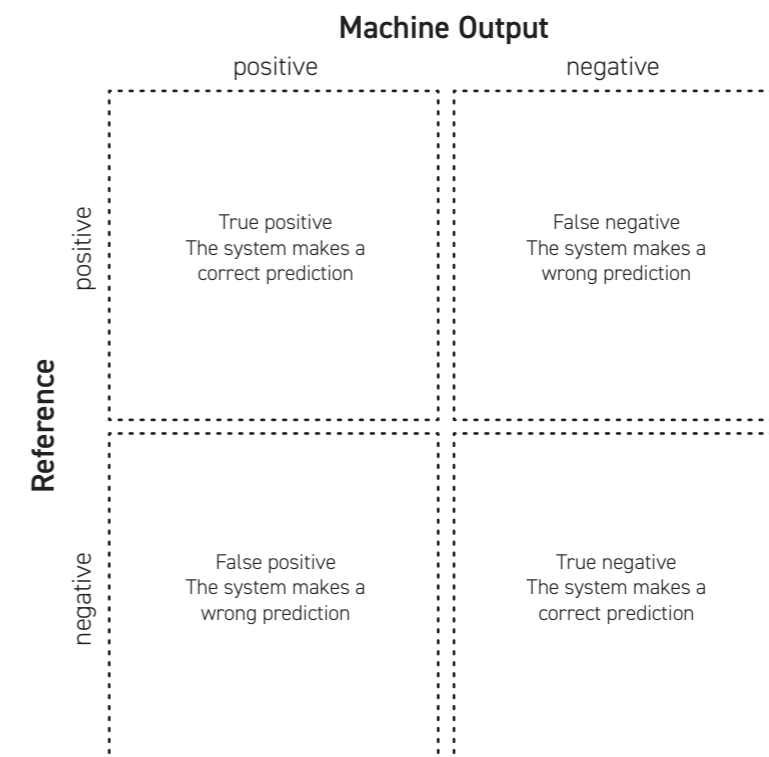 Machine Output
positive
negative
Reference
positive
True positive
The system makes a
correct prediction
False negative
The system makes a
wrong prediction
negative
False positive
The system makes a
wrong prediction
True negative
The system makes a
correct prediction